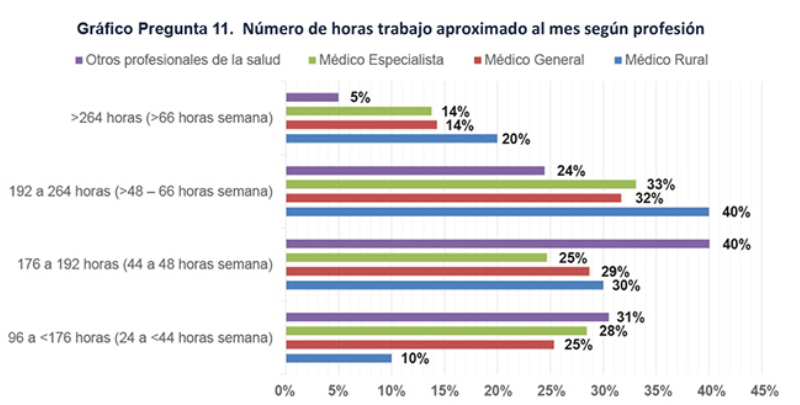 Gráfico Pregunta 11. Número de horas trabajo aproximado al mes según profesión
Otros profesionales de la salud Médico Especialista Médico General Médico Rural
>264 horas (>66 horas semana)
5%
14%
14%
20%
192 a 264 horas (>48 – 66 horas semana)
24%
33%
32%
40%
176 a 192 horas (44 a 48 horas semana)
40%
25%
29%
30%
96 a <176 horas (24 a <44 horas semana)
31%
28%
25%
10%
0% 5% 10% 15% 20% 25% 30% 35% 40% 45%